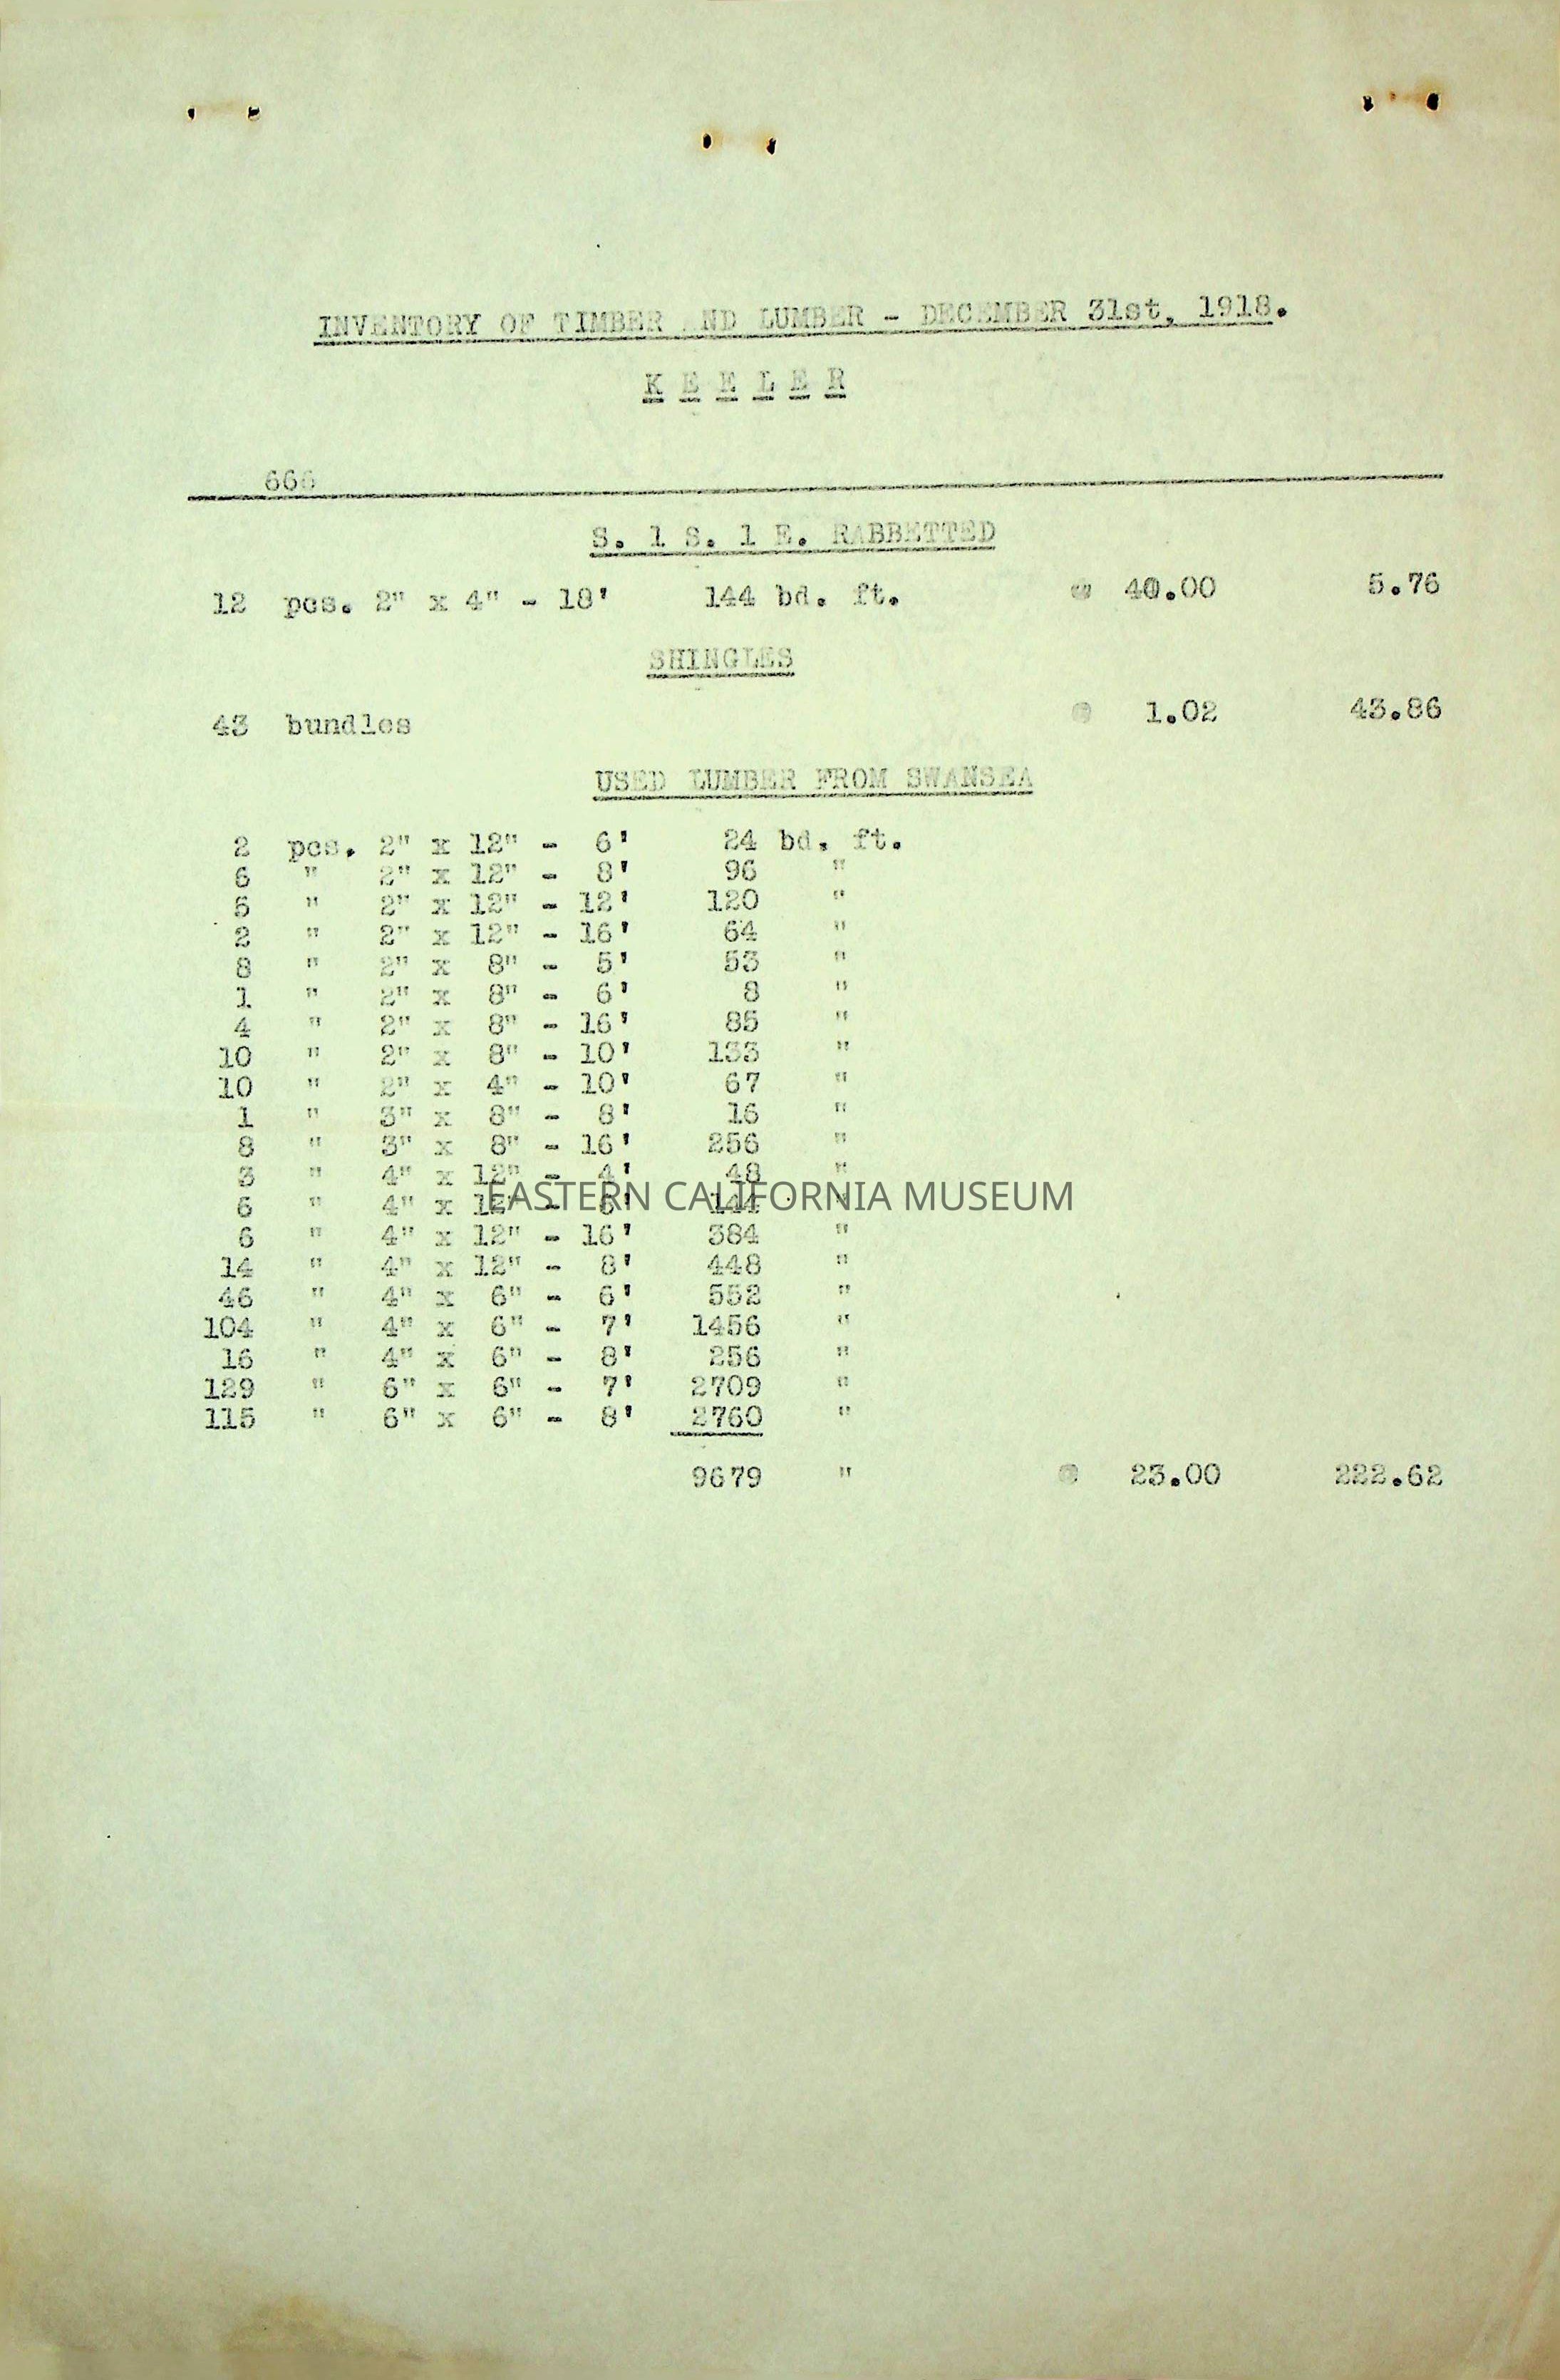 INVENTORY OF TIMBER AND LUMBER - DECEMBER 31st, 1918.
K E E L E R
666
S. 1 S. 1 E. RABBETTED
12 pcs. 2" x 4" - 18' 144 bd. ft. @ 40.00 5.76
SHINGLES
43 bundles @ 1.02 43.86
USED LUMBER FROM SWANSEA
2 pcs. 2" x 12" - 6' 24 bd. ft.
6 " 2" x 12" - 8' 96 "
5 " 2" x 12" - 12' 120 "
2 " 2" x 12" - 16' 64 "
8 " 2" x 8" - 5' 53 "
1 " 2" x 8" - 6' 8 "
4 " 2" x 8" - 16' 85 "
10 " 2" x 8" - 10' 133 "
10 " 2" x 4" - 10' 67 "
1 " 3" x 8" - 8' 16 "
8 " 3" x 8" - 16' 256 "
3 " 4" x 12" - 4' 48 "
6 " 4" x 12" - 6' 144 "
EASTERN CALIFORNIA MUSEUM
6 " 4" x 12" - 16' 384 "
14 " 4" x 12" - 8' 448 "
46 " 4" x 6" - 6' 552 "
104 " 4" x 6" - 7' 1456 "
16 " 4" x 6" - 8' 256 "
129 " 6" x 6" - 7' 2709 "
115 " 6" x 6" - 8' 2760 "
9679 " @ 23.00 222.62